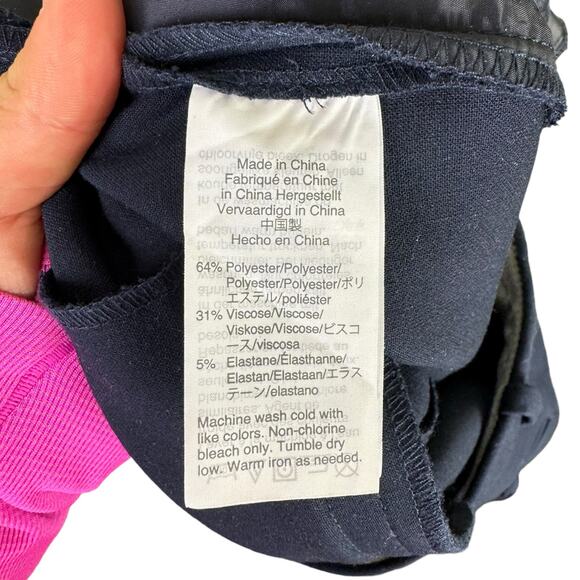 Made in China
Fabriqué en Chine
in China Hergestellt
Vervaardigd in China
中国製
Hecho en China
64% Polyester/Polyester/
Polyester/Polyester/ポリ
エステル/poliéster
31% Viscose/Viscose/
Viskose/Viscose/ビスコ
ース/viscosa
5% Elastane/Élasthanne/
Elastan/Elastaan/エラス
テーン/elastano
Machine wash cold with
like colors. Non-chlorine
bleach only. Tumble dry
low. Warm iron as needed.